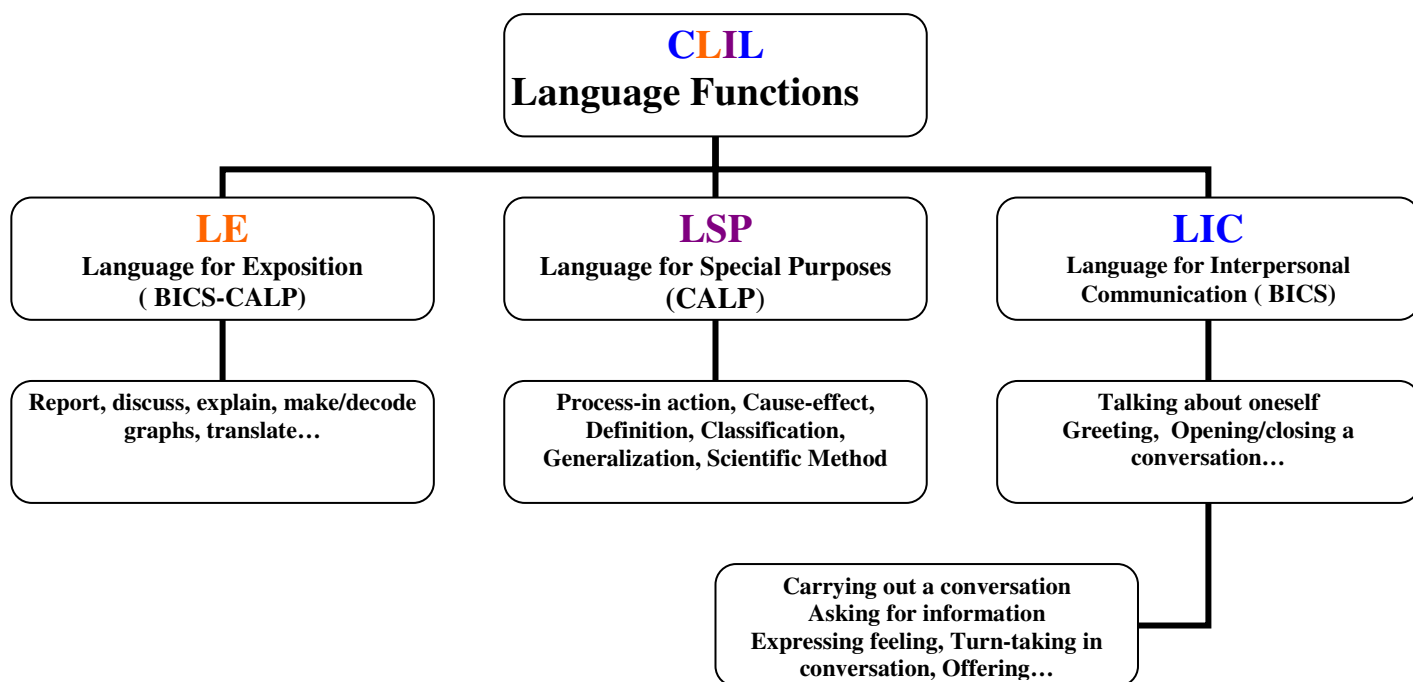 CLIL
Language Functions
LE
Language for Exposition
( BICS-CALP)
LSP
Language for Special Purposes
(CALP)
LIC
Language for Interpersonal
Communication ( BICS)
Report, discuss, explain, make/decode
graphs, translate…
Process-in action, Cause-effect,
Definition, Classification,
Generalization, Scientific Method
Talking about oneself
Greeting,  Opening/closing a
conversation…
Carrying out a conversation
Asking for information
Expressing feeling, Turn-taking in
conversation, Offering…